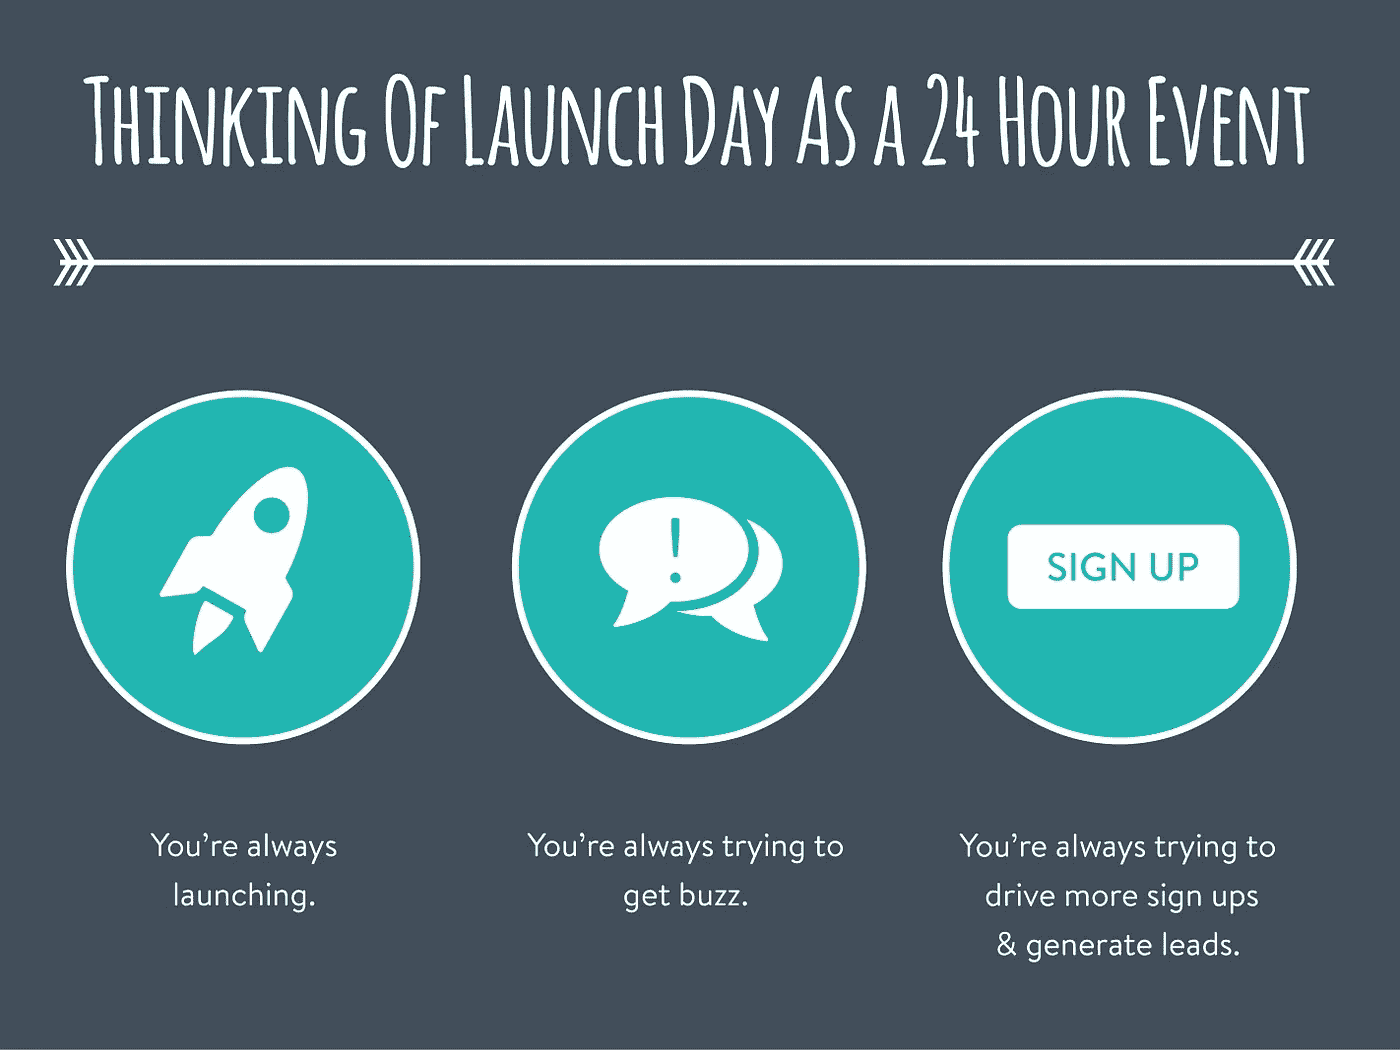 Thinking Of Launch Day As a 24 Hour Event
!
SIGN UP
You’re always
launching.
You’re always trying to
get buzz.
You’re always trying to
drive more sign ups
& generate leads.